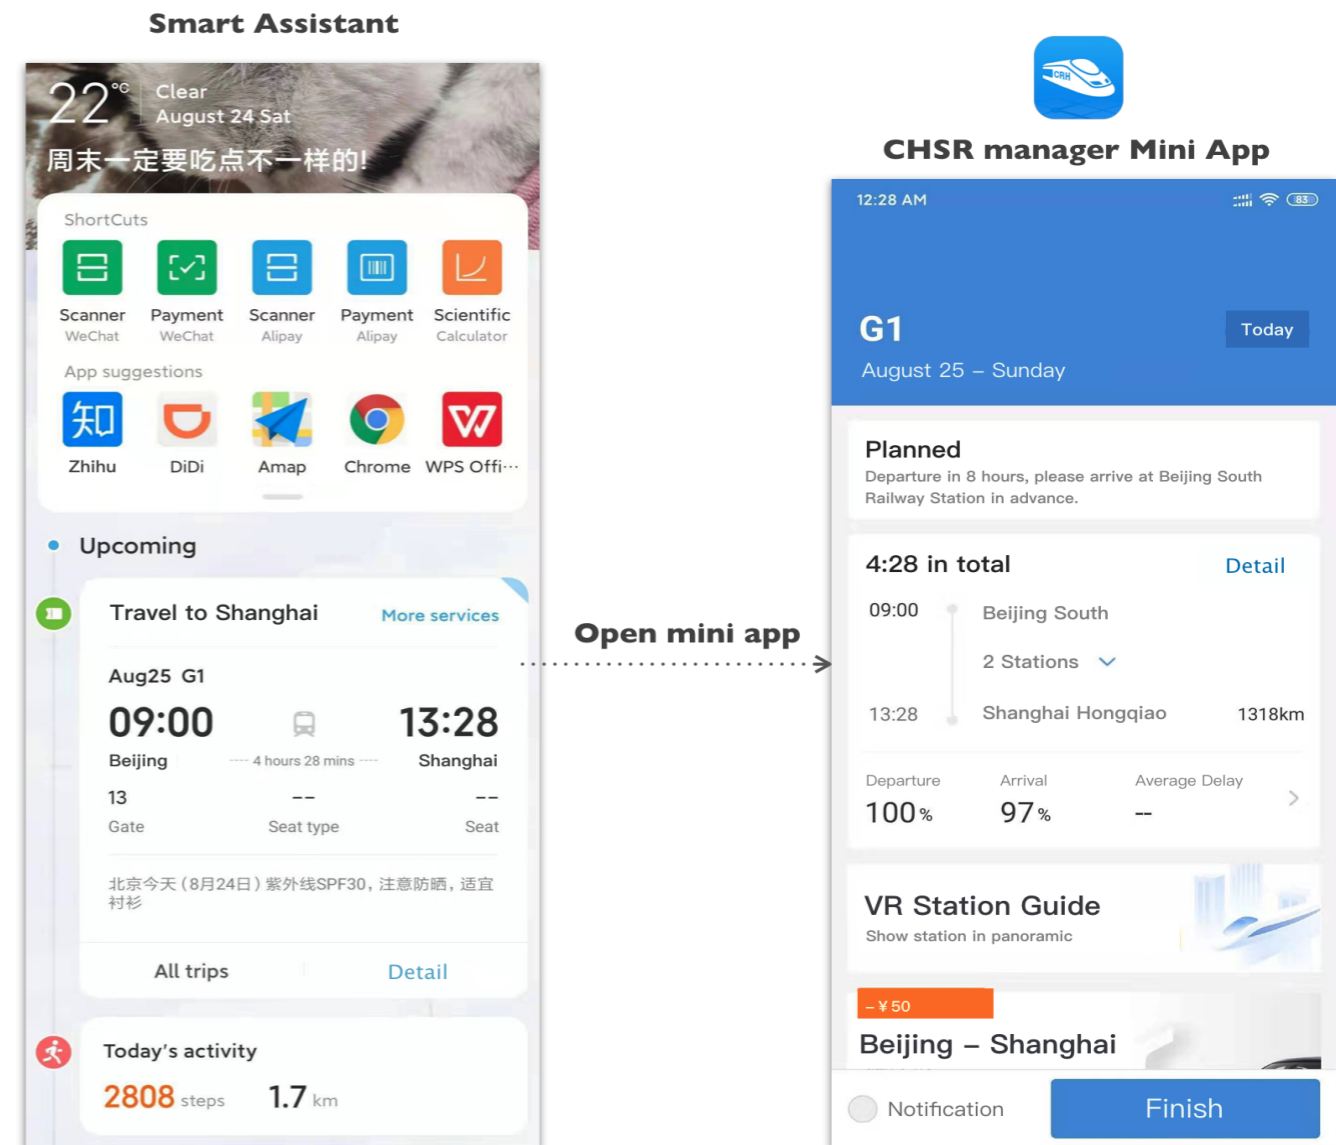 Smart Assistant
22°C
Clear
August 24 Sat
周末一定要吃点不一样的!
ShortCuts
Scanner Payment Scanner Payment Scientific
WeChat WeChat Alipay Alipay Calculator
App suggestions
知
Zhihu DiDi Amap Chrome WPS Offi···
Upcoming
Travel to Shanghai More services
Aug25 G1
09:00 13:28
Beijing ---- 4 hours 28 mins ---- Shanghai
13 -- --
Gate Seat type Seat
北京今天(8月24日)紫外线SPF30,注意防晒,适宜
衬衫
All trips Detail
Today's activity
2808 steps 1.7 km
Open mini app
CRH
CHSR manager Mini App
12:28 AM 83
G1 Today
August 25 – Sunday
Planned
Departure in 8 hours, please arrive at Beijing South
Railway Station in advance.
4:28 in total Detail
09:00 Beijing South
2 Stations
13:28 Shanghai Hongqiao 1318km
Departure Arrival Average Delay
100% 97% --
VR Station Guide
Show station in panoramic
–¥50
Beijing – Shanghai
Notification Finish